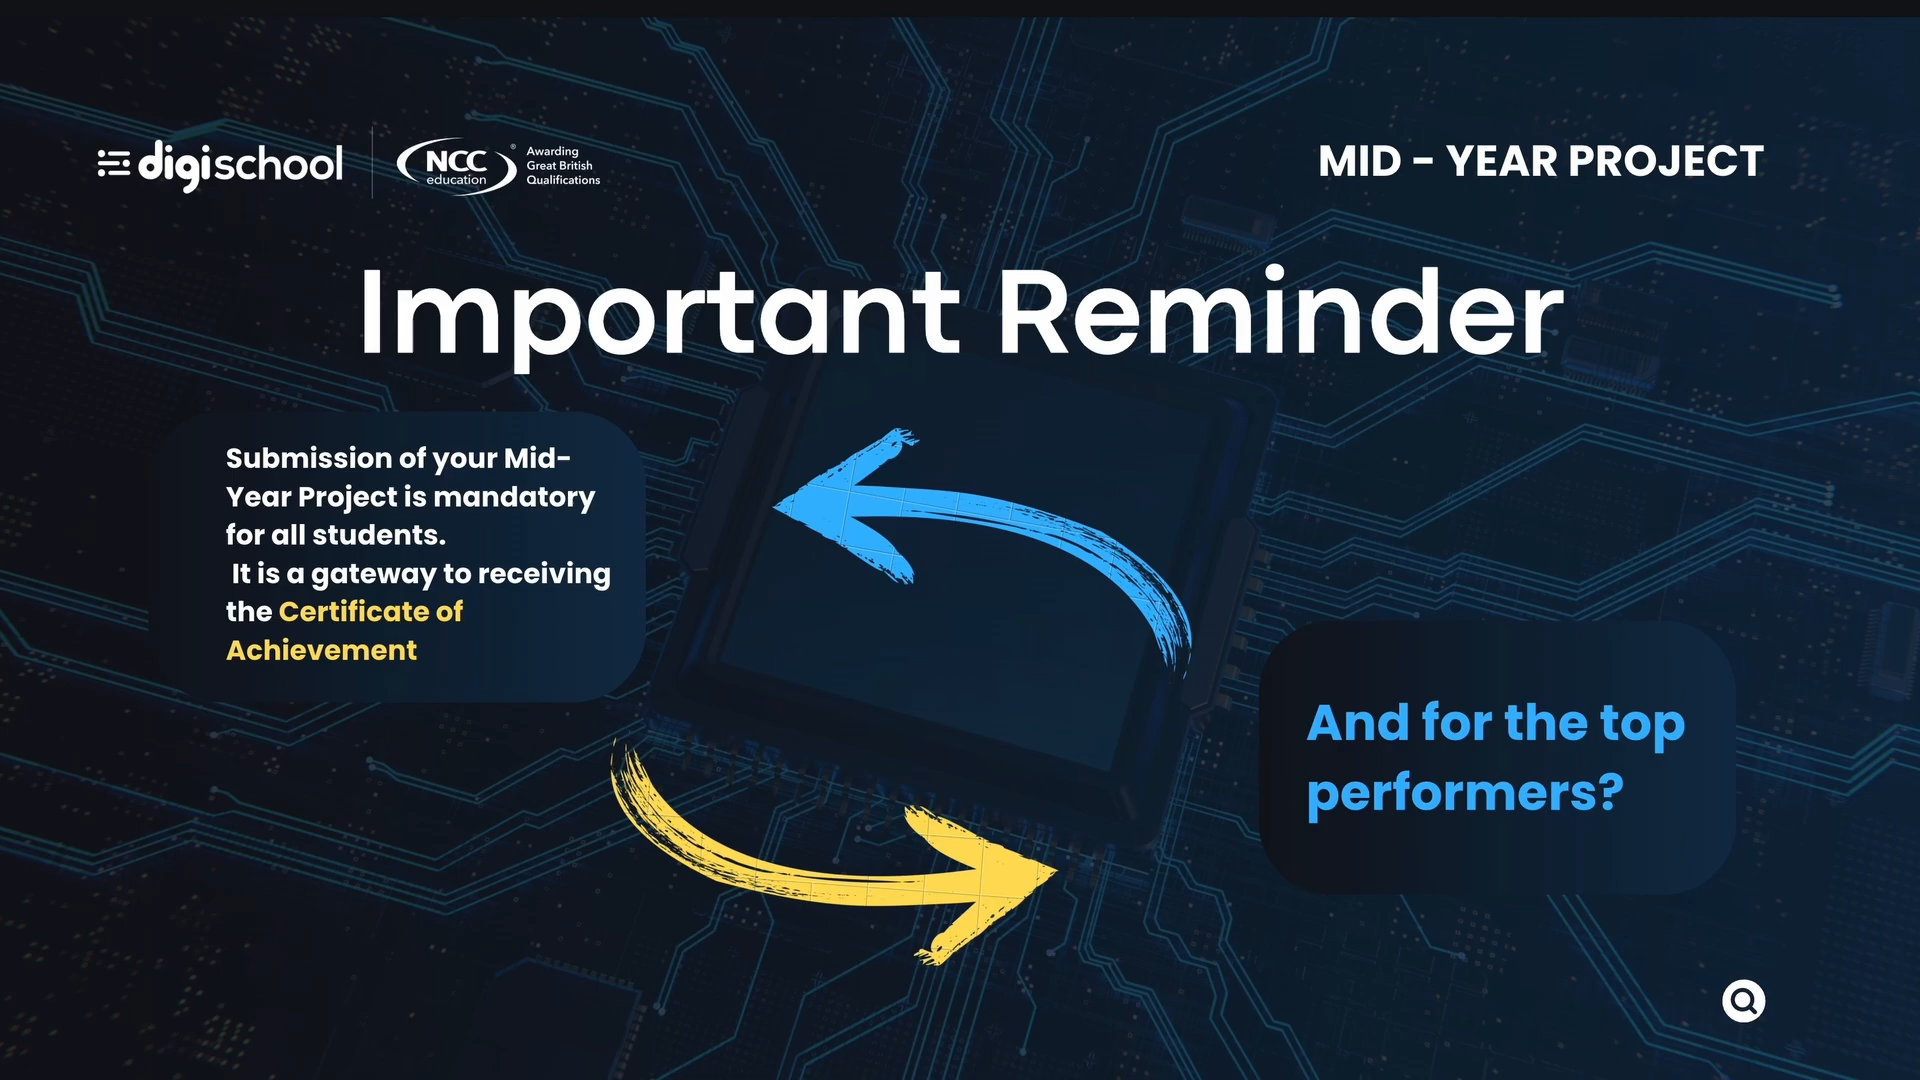 digischool
NCC
education
®
Awarding
Great British
Qualifications
MID - YEAR PROJECT
Important Reminder
Submission of your Mid-
Year Project is mandatory
for all students.
It is a gateway to receiving
the Certificate of
Achievement
And for the top
performers?